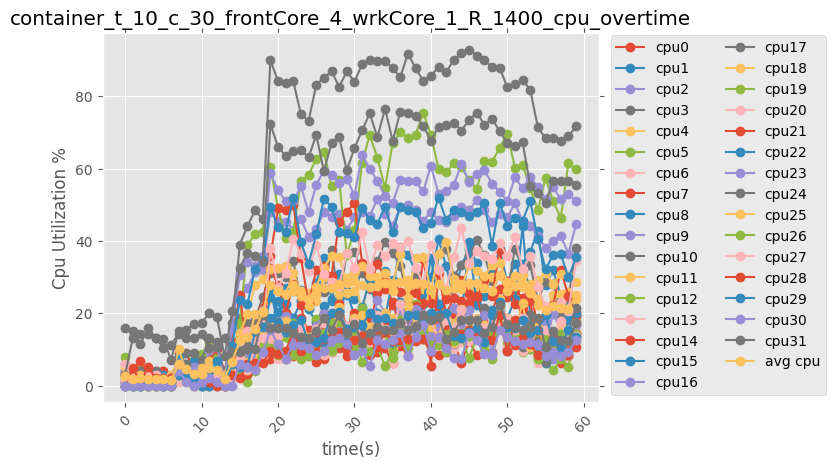 container_t_10_c_30_frontCore_4_wrkCore_1_R_1400_cpu_overtime
Cpu Utilization %
80
60
40
20
0
0
10
20
30
40
50
60
time(s)
cpu0
cpu1
cpu2
cpu3
cpu4
cpu5
cpu6
cpu7
cpu8
cpu9
cpu10
cpu11
cpu12
cpu13
cpu14
cpu15
cpu16
cpu17
cpu18
cpu19
cpu20
cpu21
cpu22
cpu23
cpu24
cpu25
cpu26
cpu27
cpu28
cpu29
cpu30
cpu31
avg cpu